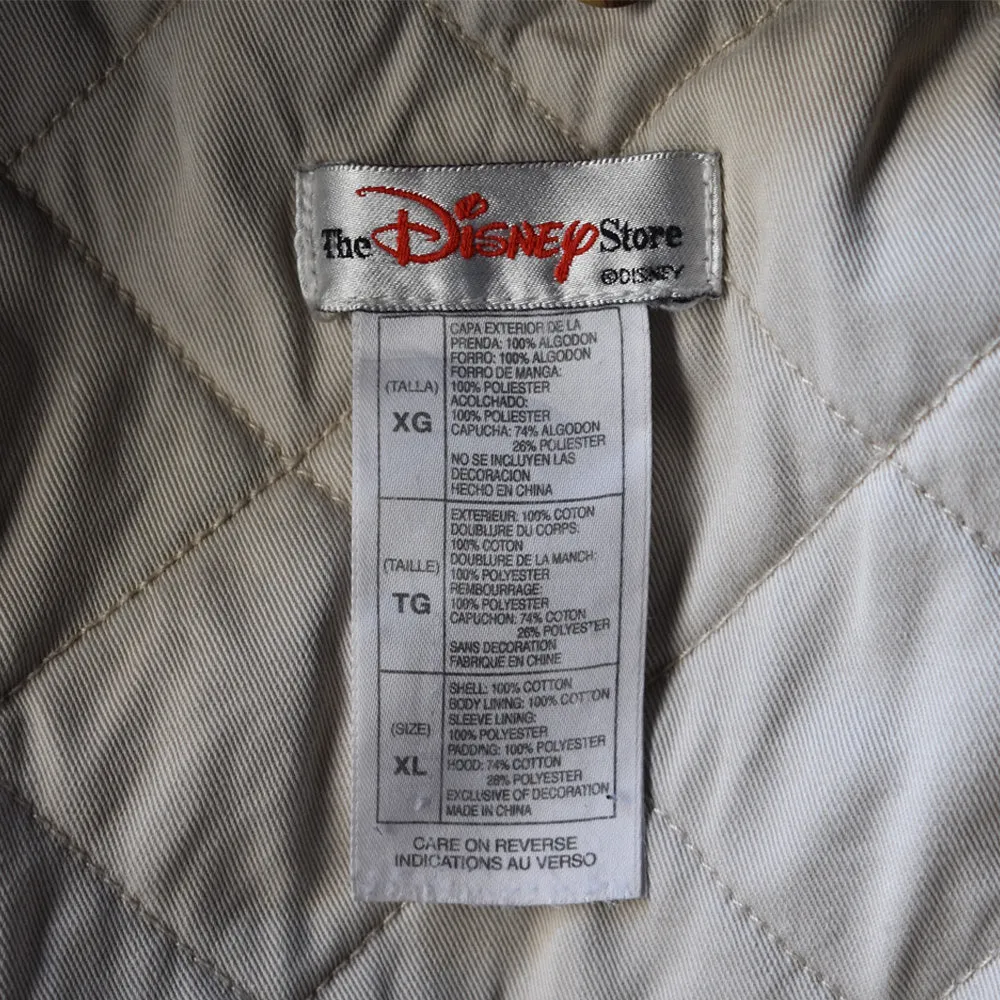 The Disney Store
©DISNEY
(TALLA)
XG
CAPA EXTERIOR DE LA
PRENDA: 100% ALGODON
FORRO: 100% ALGODON
FORRO DE MANGA:
100% POLIESTER
ACOLCHADO:
100% POLIESTER
CAPUCHA: 74% ALGODON
26% POLIESTER
NO SE INCLUYEN LAS
DECORACION
HECHO EN CHINA
(TAILLE)
TG
EXTERIEUR: 100% COTON
DOUBLURE DU CORPS:
100% COTON
DOUBLURE DE LA MANCH:
100% POLYESTER
REMBOURRAGE:
100% POLYESTER
CAPUCHON: 74% COTON
26% POLYESTER
SANS DECORATION
FABRIQUE EN CHINE
(SIZE)
XL
SHELL: 100% COTTON
BODY LINING: 100% COTTON
SLEEVE LINING:
100% POLYESTER
PADDING: 100% POLYESTER
HOOD: 74% COTTON
26% POLYESTER
EXCLUSIVE OF DECORATION
MADE IN CHINA
CARE ON REVERSE
INDICATIONS AU VERSO